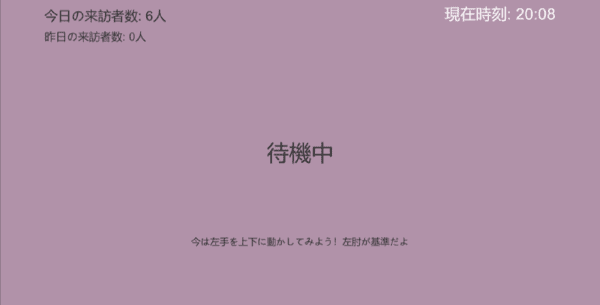 今日の来訪者数: 6人
現在時刻: 20:08
昨日の来訪者数: 0人
待機中
今は左手を上下に動かしてみよう！左肘が基準だよ